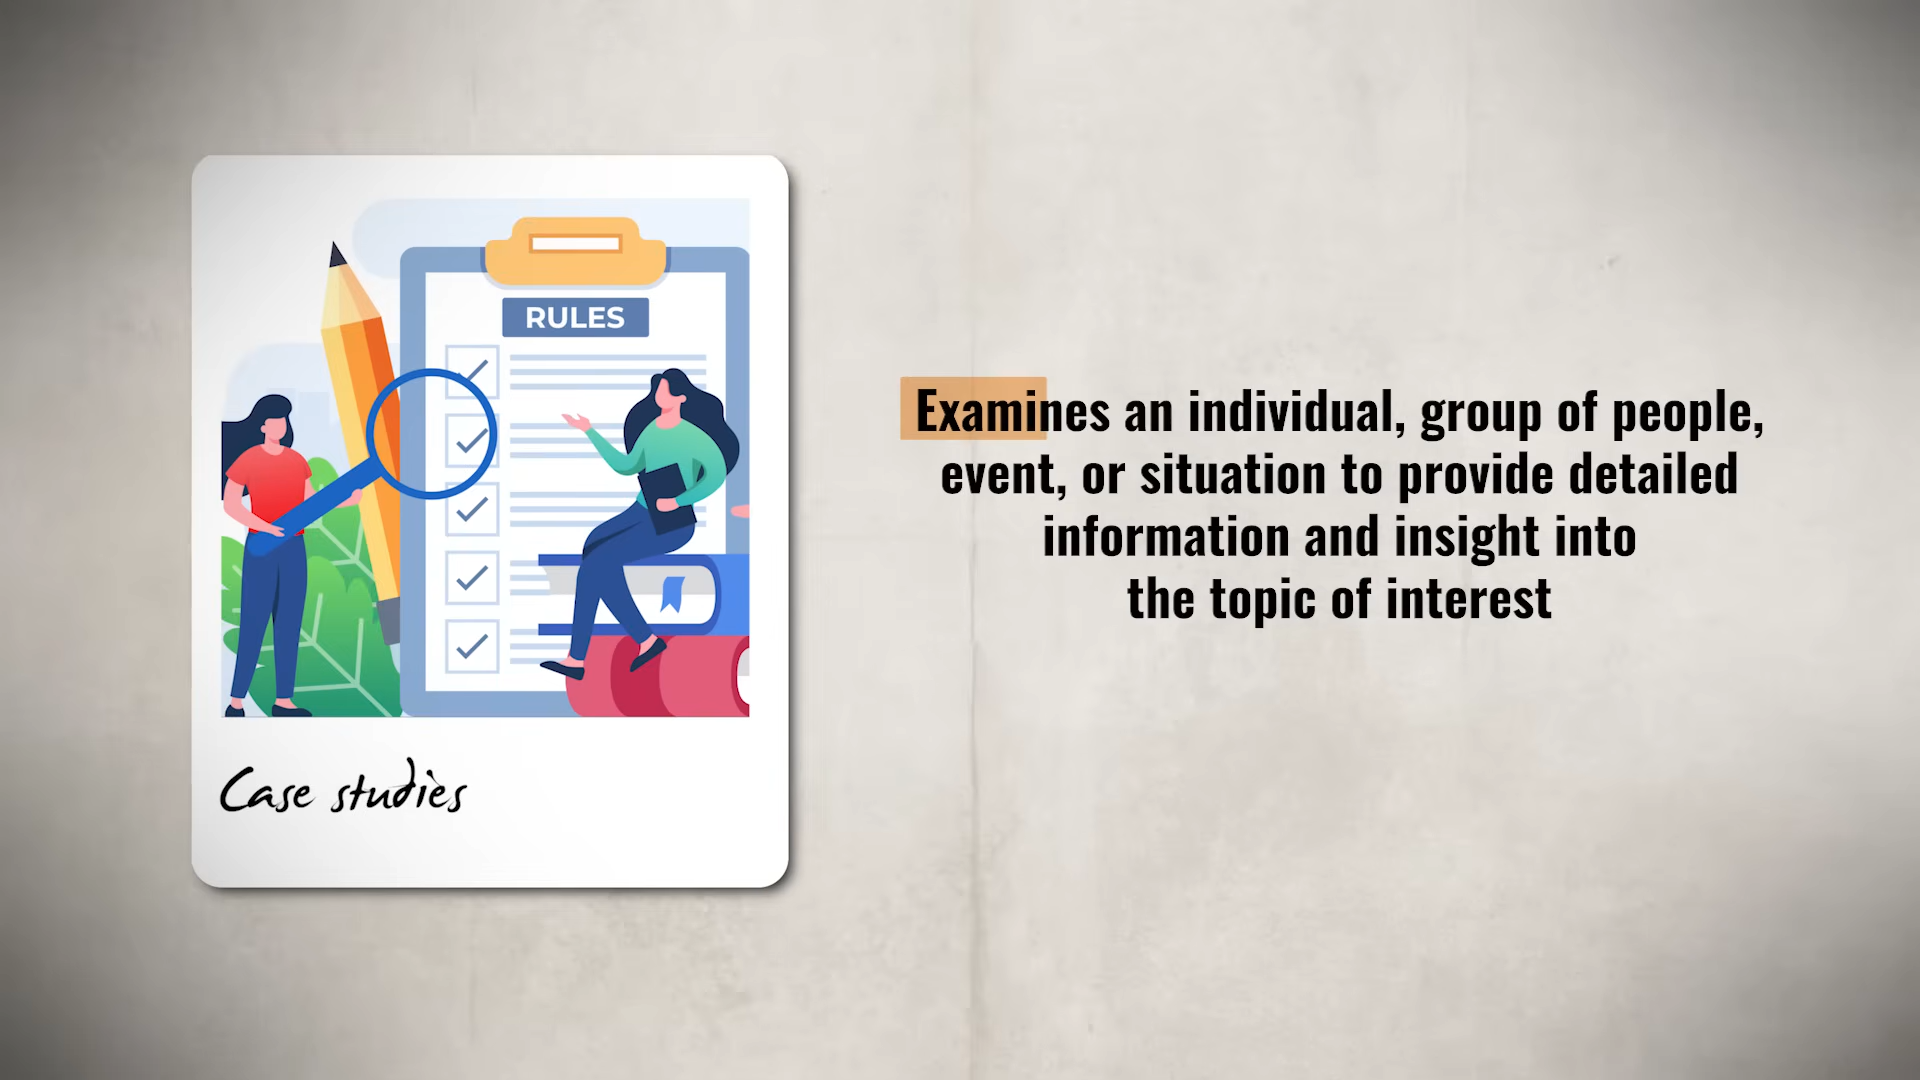 RULES
Case studies
Examines an individual, group of people,
event, or situation to provide detailed
information and insight into
the topic of interest